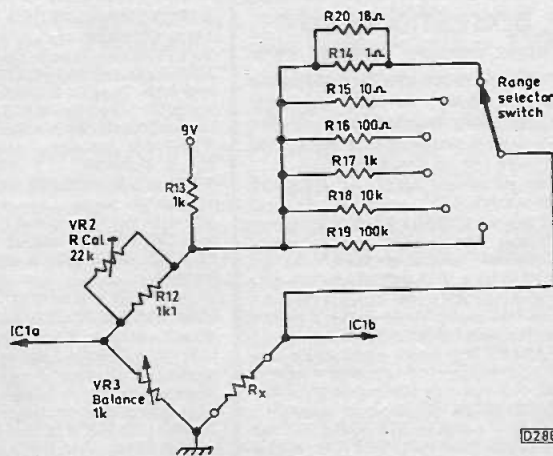 R20 18Ω
R14 1Ω
R15 10Ω
R16 100Ω
R17 1k
R18 10k
R19 100k
Range
selector
switch
9V
R13
1k
VR2
R Cal
22k
R12
1k1
IC1a
IC1b
VR3
Balance
1k
Rx